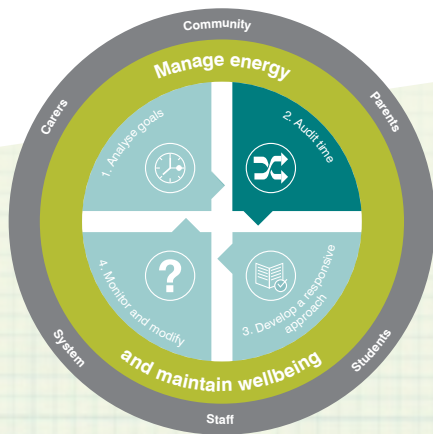 Community
Carers
Parents
Manage energy
1. Analyse goals
2. Audit time
?
4. Monitor and modify
3. Develop a responsive
approach
and maintain wellbeing
System
Students
Staff